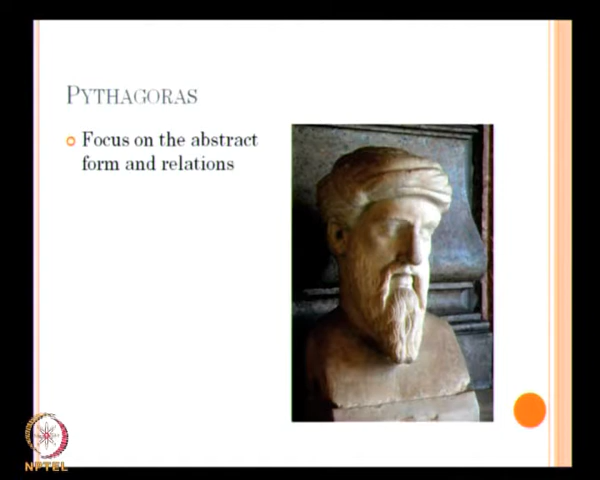 PYTHAGORAS
Focus on the abstract
form and relations
NPTEL